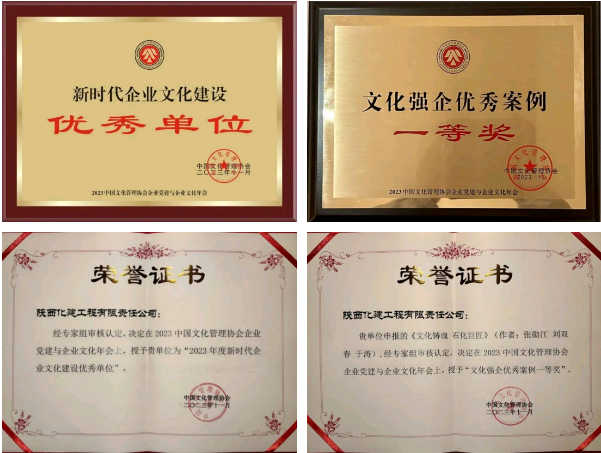 新时代企业文化建设
优秀单位
中国文化管理协会
二〇二三年十一月
2023中国文化管理协会企业党建与企业文化年会
文化强企优秀案例
一等奖
中国文化管理协会
2023中国文化管理协会企业党建与企业文化年会
荣誉证书
陕西化建工程有限责任公司：
经专家组审核认定，决定在2023中国文化管理协会企业
党建与企业文化年会上，授予贵单位为“2023年度新时代企
业文化建设优秀单位”。
中国文化管理协会
二〇二三年十一月
荣誉证书
陕西化建工程有限责任公司：
贵单位申报的《文化铸魂 石化巨匠》（作者：张勋江 刘双
春 于涛），经专家组审核认定，决定在2023中国文化管理协会
企业党建与企业文化年会上，授予“文化强企优秀案例一等奖”。
中国文化管理协会
二〇二三年十一月